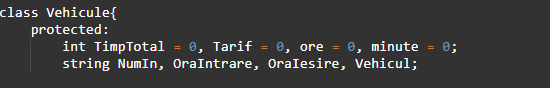 class Vehicule{
    protected:
        int TimpTotal = 0, Tarif = 0, ore = 0, minute = 0;
        string NumIn, OraIntrare, OraIesire, Vehicul;